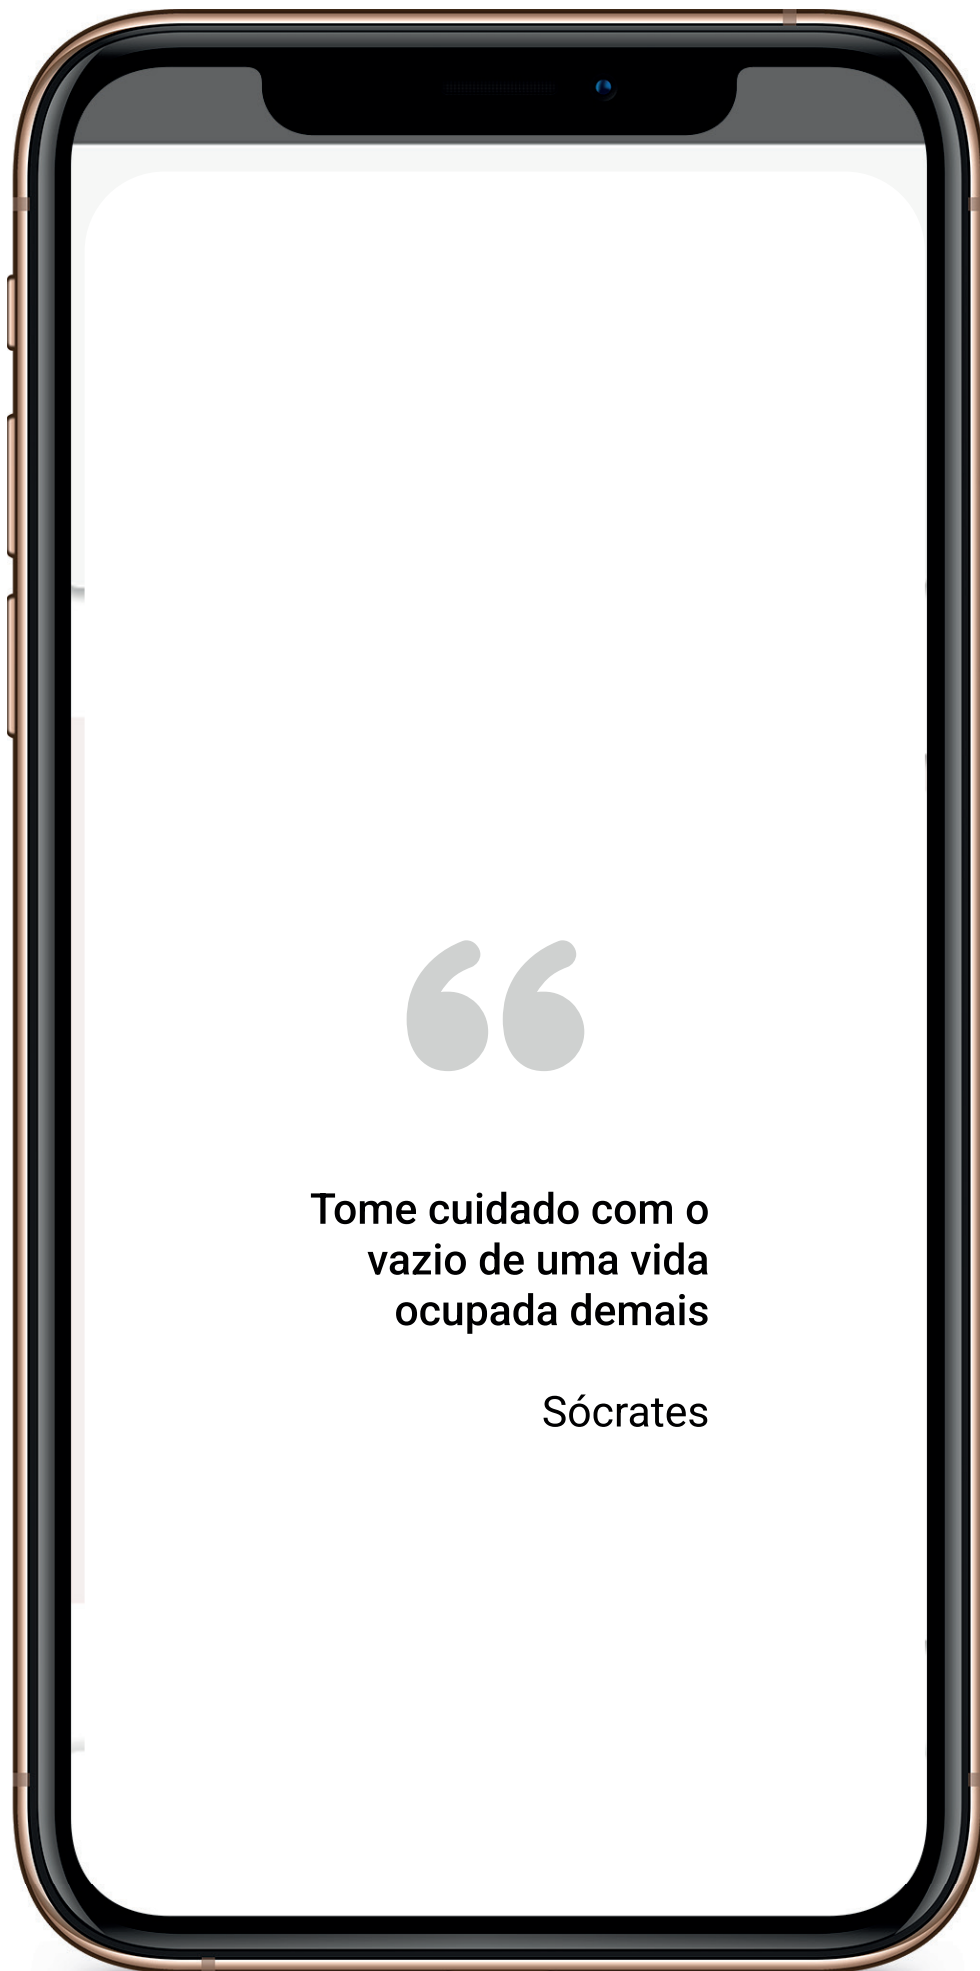 “
Tome cuidado com o
vazio de uma vida
ocupada demais
Sócrates